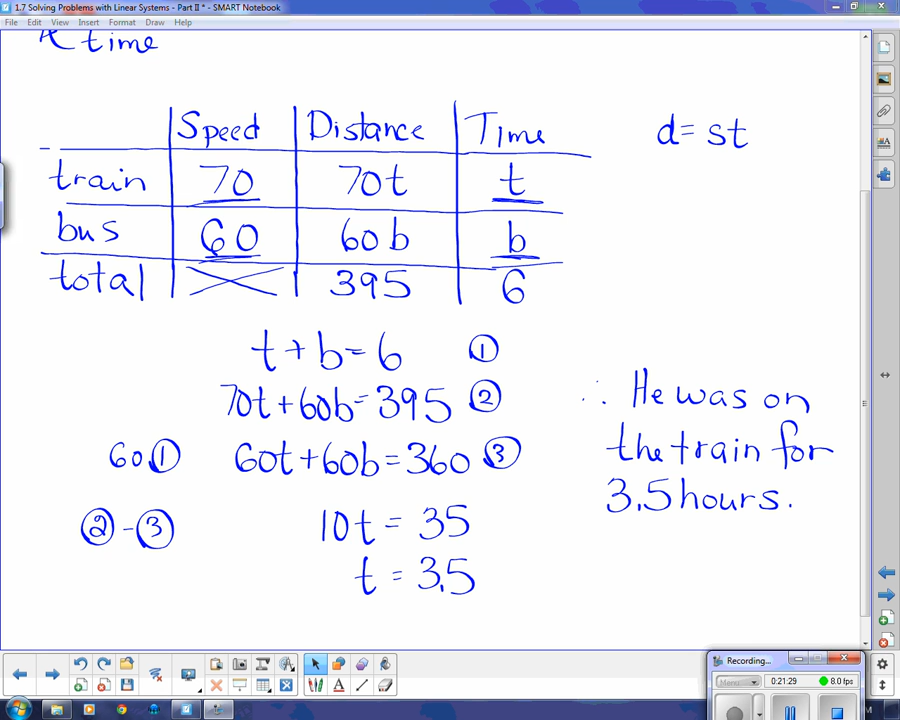 1.7 Solving Problems with Linear Systems - Part II * - SMART Notebook
File Edit View Insert Format Draw Help
time
Speed Distance Time
d = st
train 70 70t t
bus 60 60b b
total 395 6
t + b = 6 ①
70t + 60b = 395 ②
60① 60t + 60b = 360 ③
② - ③ 10t = 35
t = 3.5
∴ He was on
the train for
3.5 hours.
Recording...
Menu 0:21:29 8.0 fps